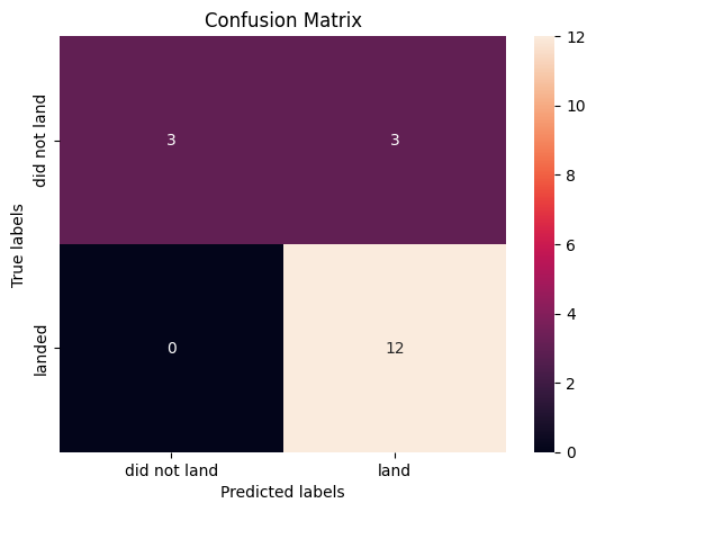 Confusion Matrix
True labels
did not land
landed
3
3
0
12
did not land
land
Predicted labels
12
10
8
6
4
2
0